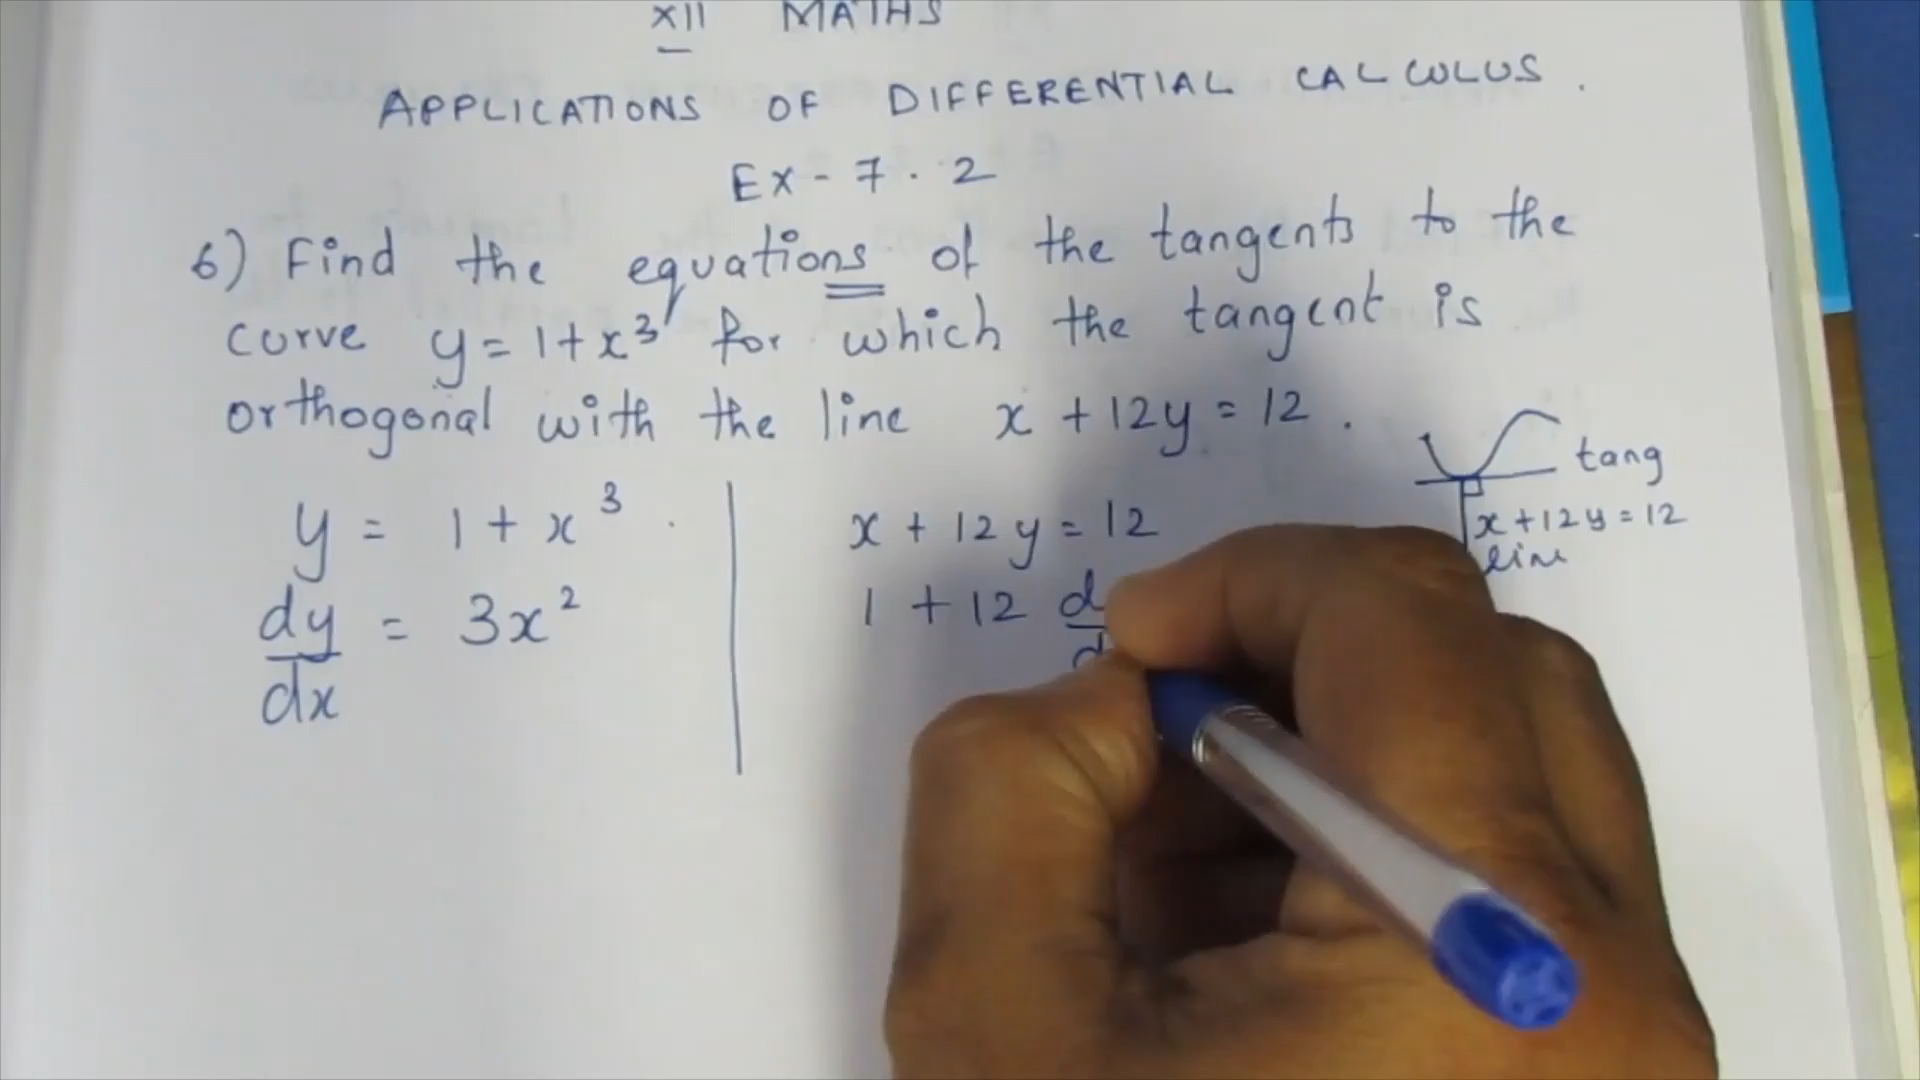 XII MATHS
APPLICATIONS OF DIFFERENTIAL CALCULUS.
Ex - 7.2
6) Find the equations of the tangents to the
curve y = 1+x³ for which the tangent is
orthogonal with the line x + 12y = 12.
y = 1 + x³
dy/dx = 3x²
x + 12y = 12
1 + 12 d
d
tang
x + 12y = 12
line